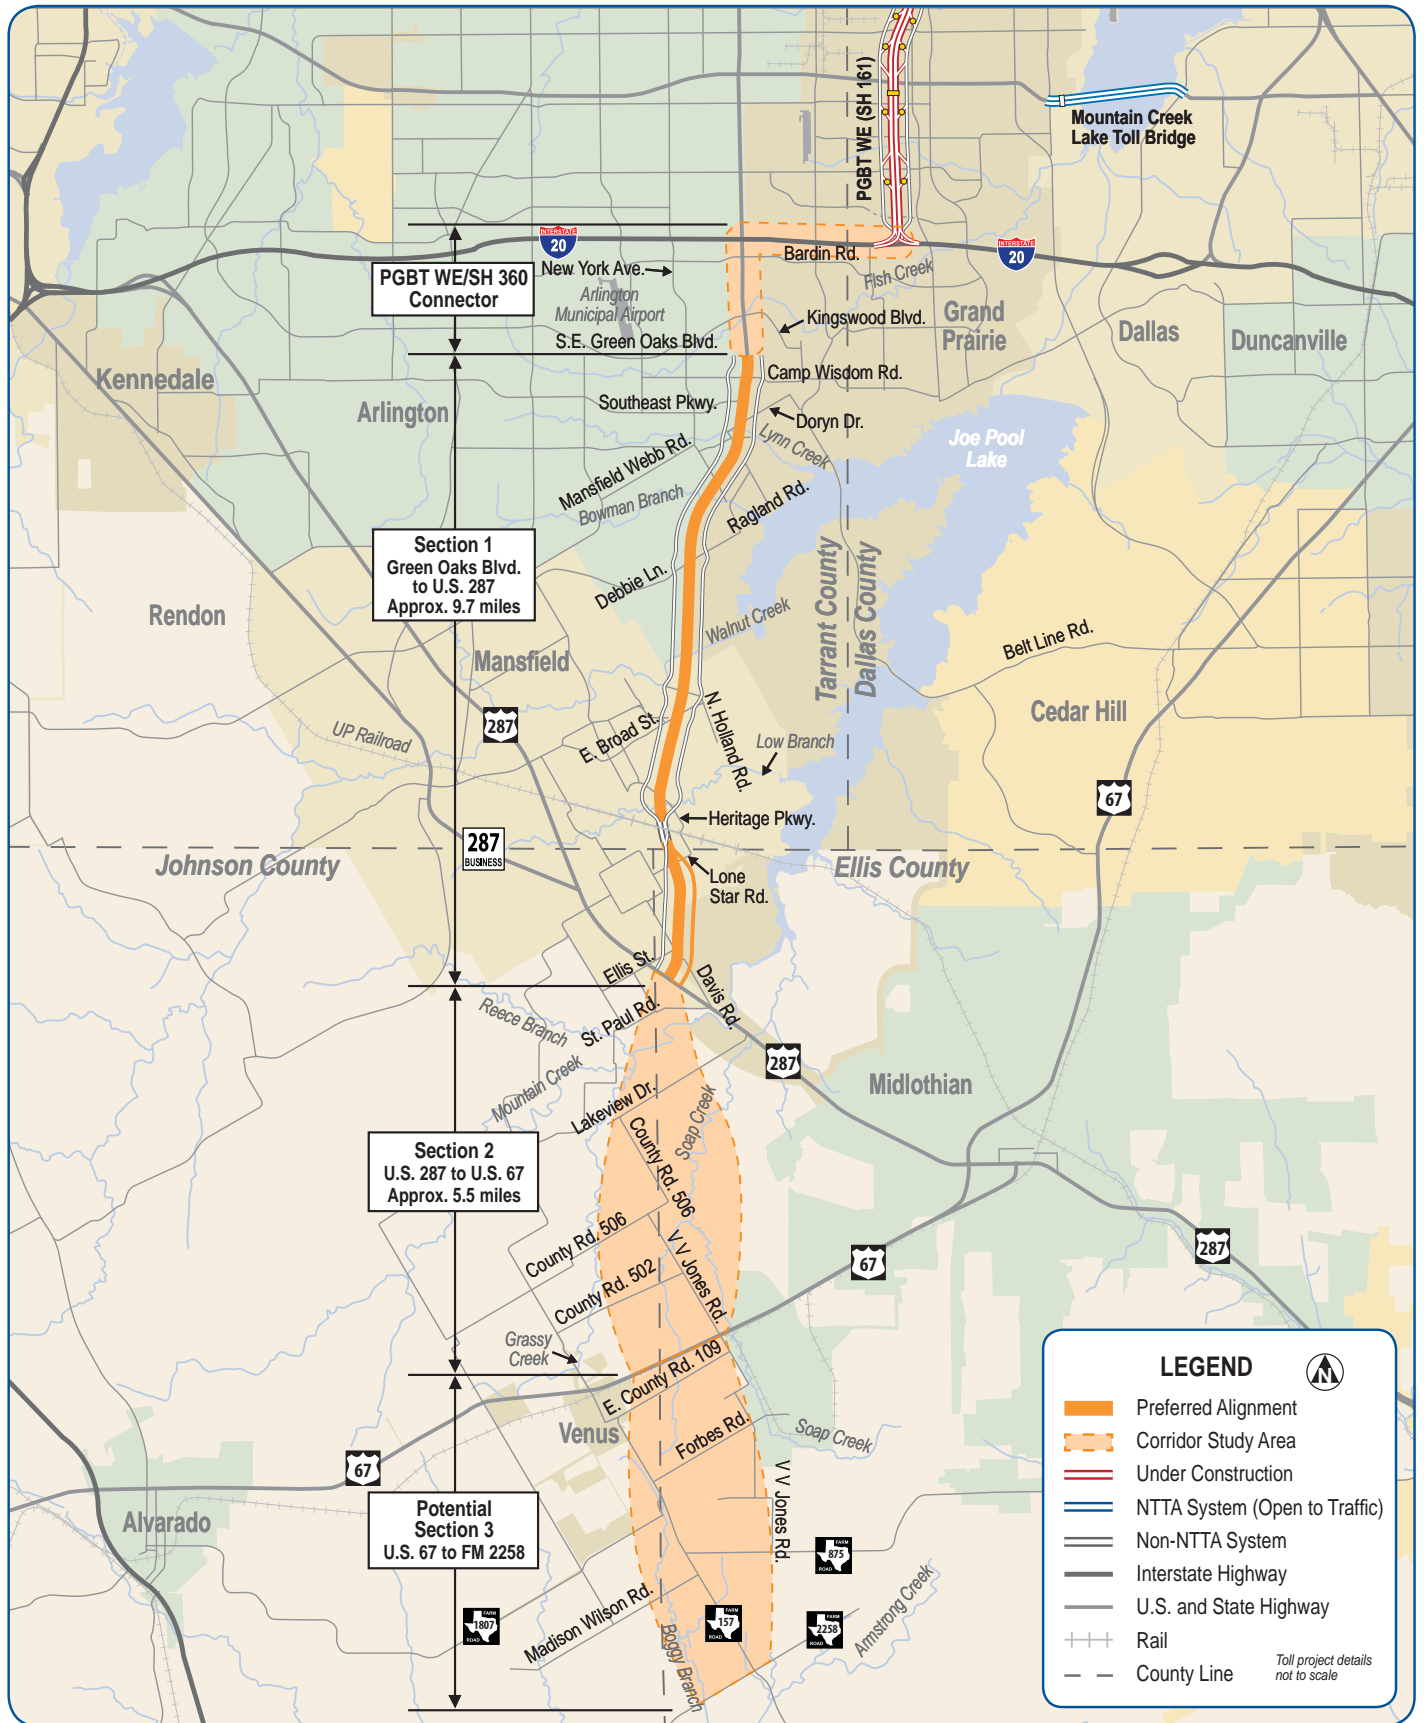 PGBT WE (SH 161)
Mountain Creek
Lake Toll Bridge
INTERSTATE
20
INTERSTATE
20
Bardin Rd.
PGBT WE/SH 360
Connector
New York Ave.
Arlington
Municipal Airport
Fish Creek
Kingswood Blvd.
Grand
Prairie
Dallas
Duncanville
S.E. Green Oaks Blvd.
Kennedale
Camp Wisdom Rd.
Arlington
Southeast Pkwy.
Doryn Dr.
Lynn Creek
Joe Pool
Lake
Mansfield Webb Rd.
Bowman Branch
Ragland Rd.
Section 1
Green Oaks Blvd.
to U.S. 287
Approx. 9.7 miles
Debbie Ln.
Tarrant County
Dallas County
Rendon
Walnut Creek
Belt Line Rd.
Mansfield
Cedar Hill
287
UP Railroad
E. Broad St.
N. Holland Rd.
Low Branch
67
Heritage Pkwy.
287
BUSINESS
Johnson County
Ellis County
Lone
Star Rd.
Ellis St.
Davis Rd.
Reece Branch
St. Paul Rd.
287
Mountain Creek
Midlothian
Lakeview Dr.
Soap Creek
County Rd. 506
Section 2
U.S. 287 to U.S. 67
Approx. 5.5 miles
County Rd. 506
V V Jones Rd.
67
287
County Rd. 502
Grassy
Creek
E. County Rd. 109
Venus
Forbes Rd.
Soap Creek
67
V V Jones Rd.
Alvarado
Potential
Section 3
U.S. 67 to FM 2258
FARM
875
ROAD
Madison Wilson Rd.
FARM
1807
ROAD
FARM
157
ROAD
FARM
2258
ROAD
Armstrong Creek
Boggy Branch
LEGEND
N
Preferred Alignment
Corridor Study Area
Under Construction
NTTA System (Open to Traffic)
Non-NTTA System
Interstate Highway
U.S. and State Highway
Rail
County Line
Toll project details
not to scale